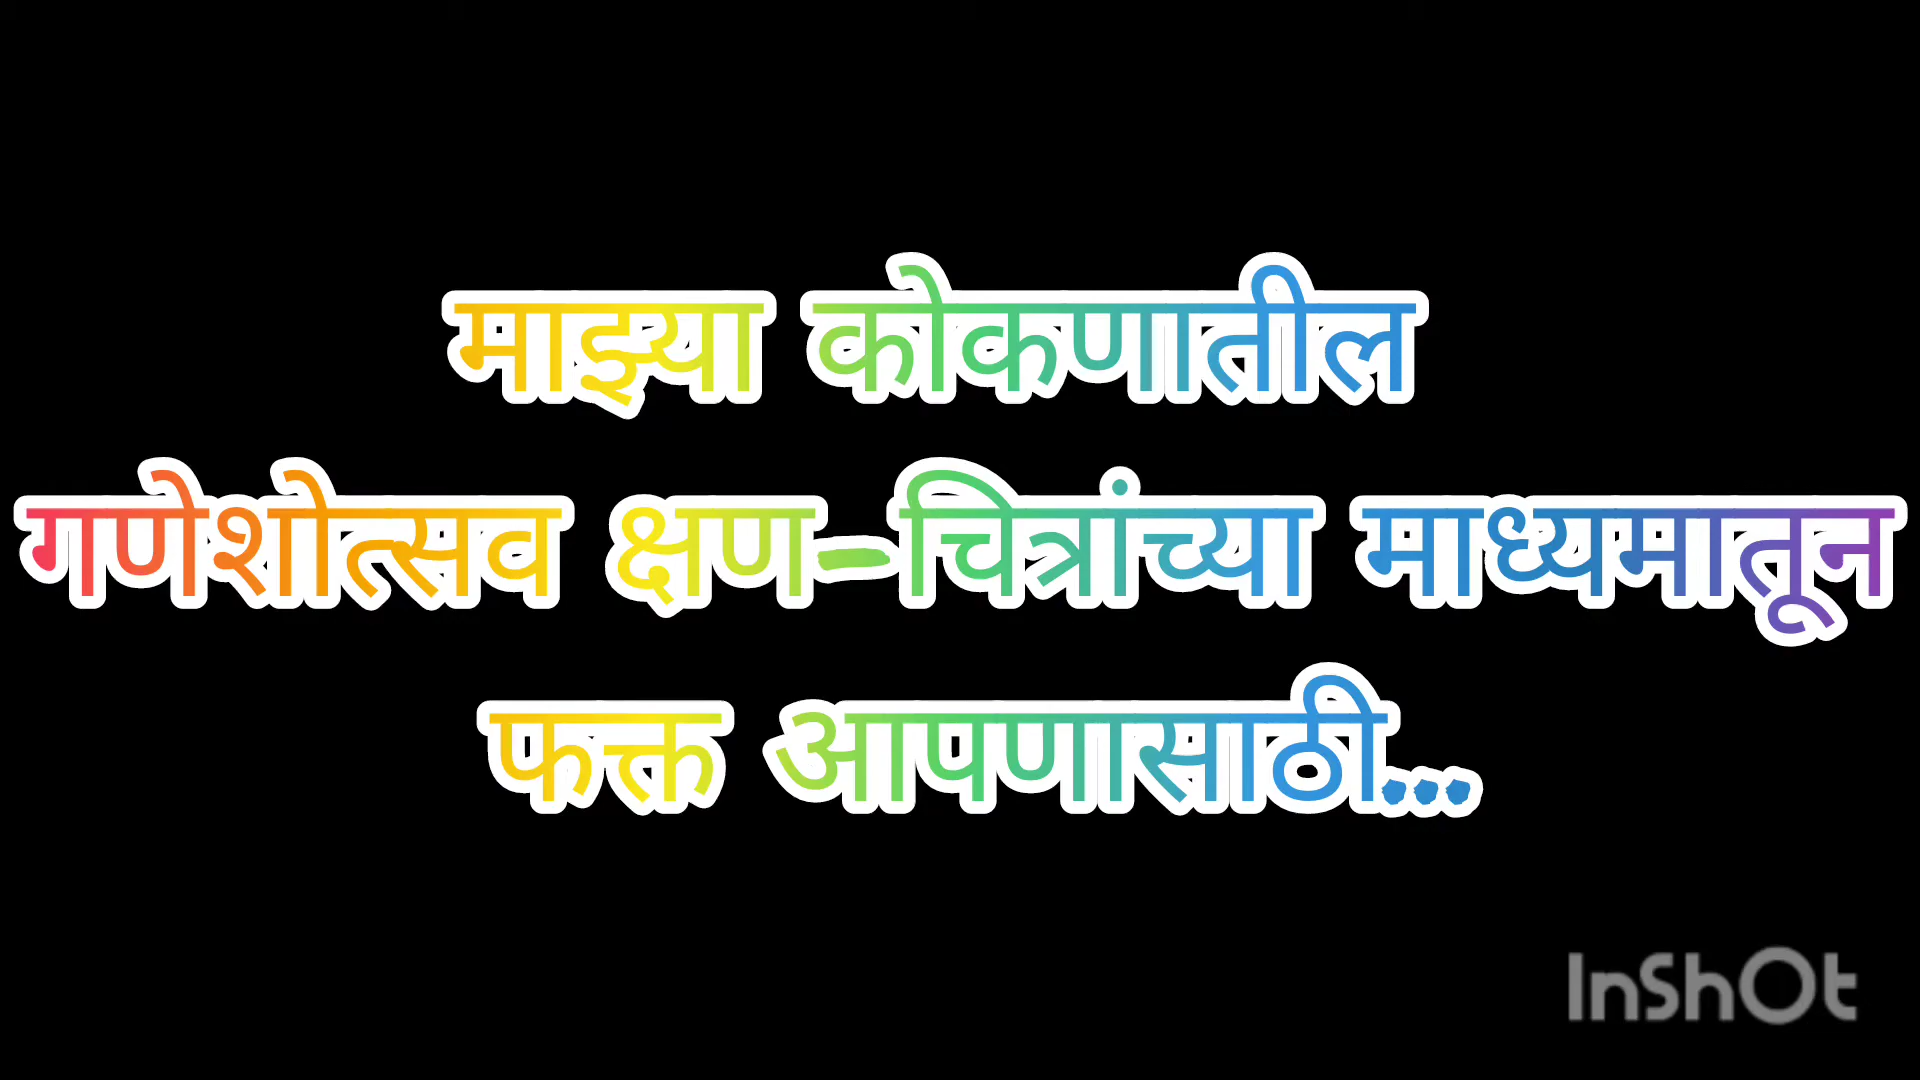 माझ्या कोकणातील
गणेशोत्सव क्षण-चित्रांच्या माध्यमातून
फक्त आपणासाठी...
InShOt